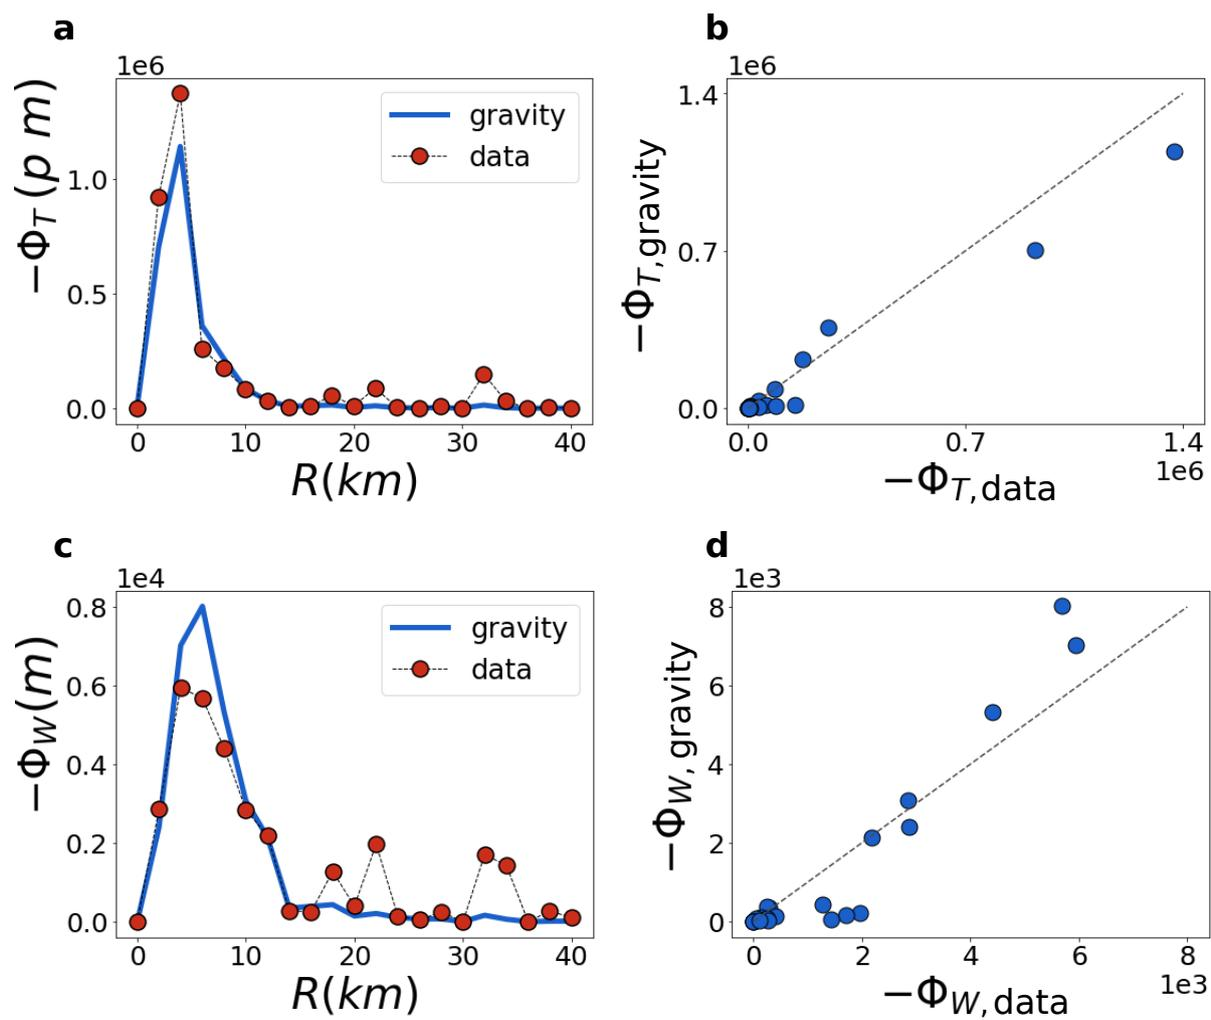 a
1e6
−Φ_T (p m)
1.0
0.5
0.0
gravity
data
0 10 20 30 40
R(km)
b
1e6
−Φ_T,gravity
1.4
0.7
0.0
0.0 0.7 1.4
1e6
−Φ_T,data
c
1e4
−Φ_W(m)
0.8
0.6
0.4
0.2
0.0
gravity
data
0 10 20 30 40
R(km)
d
1e3
−Φ_W,gravity
8
6
4
2
0
0 2 4 6 8
1e3
−Φ_W,data